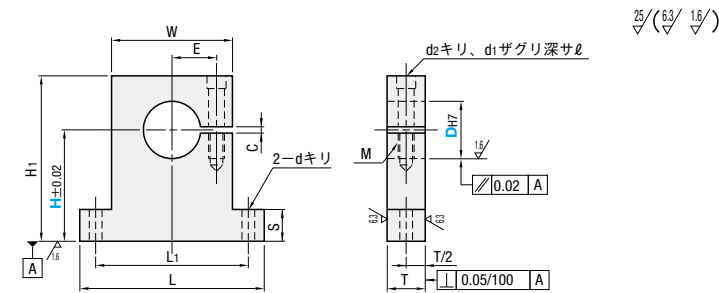 25 ( 6.3 1.6 )
W
E
d2キリ、d1ザグリ深サℓ
H1
H±0.02
C
M
DH7
1.6
// 0.02 A
2-dキリ
S
6.3 6.3
A
1.6
L1
L
T/2
T
⊥ 0.05/100 A